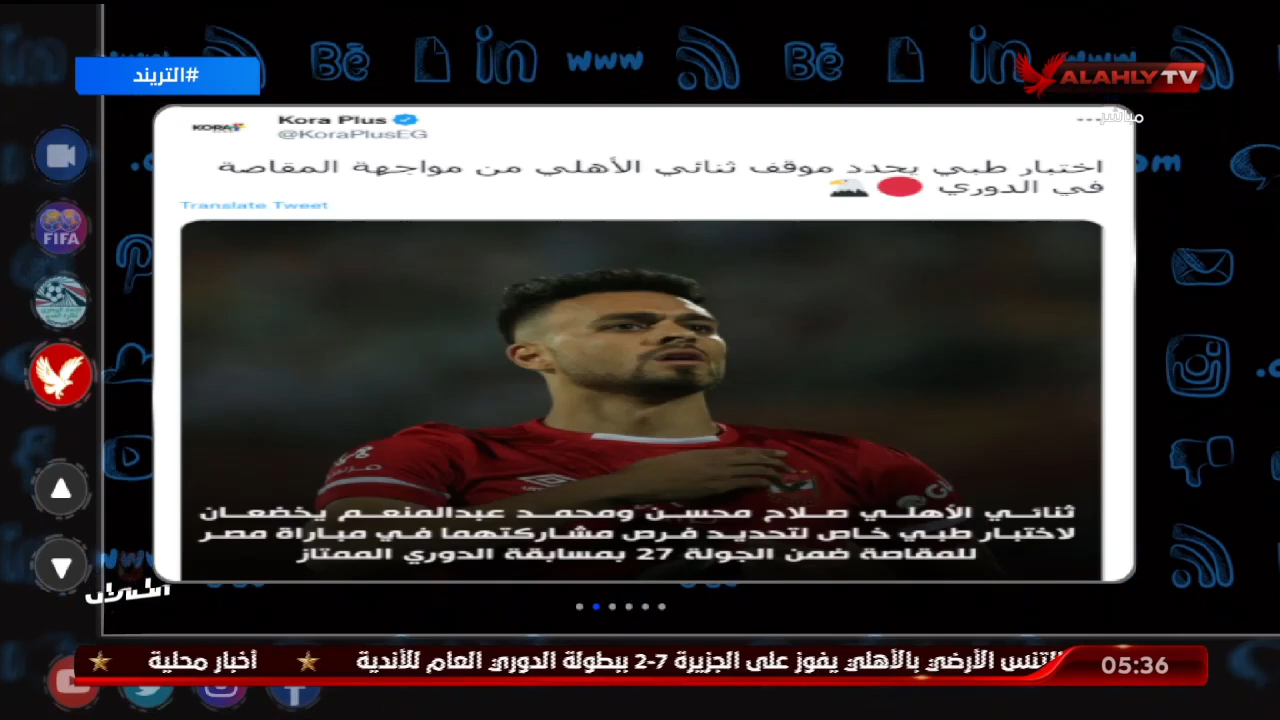 #التريند
ALAHLY TV
مباشر
Kora Plus
@KoraPlusEG
اختبار طبي يحدد موقف ثنائي الأهلي من مواجهة المقاصة
في الدوري
Translate Tweet
FIFA
ثنائي الأهلي صلاح محسن ومحمد عبدالمنعم يخضعان
لاختبار طبي خاص لتحديد فرص مشاركتهما في مباراة مصر
للمقاصة ضمن الجولة 27 بمسابقة الدوري الممتاز
التنس الأرضي بالأهلي يفوز على الجزيرة 7-2 ببطولة الدوري العام للأندية
أخبار محلية
05:36